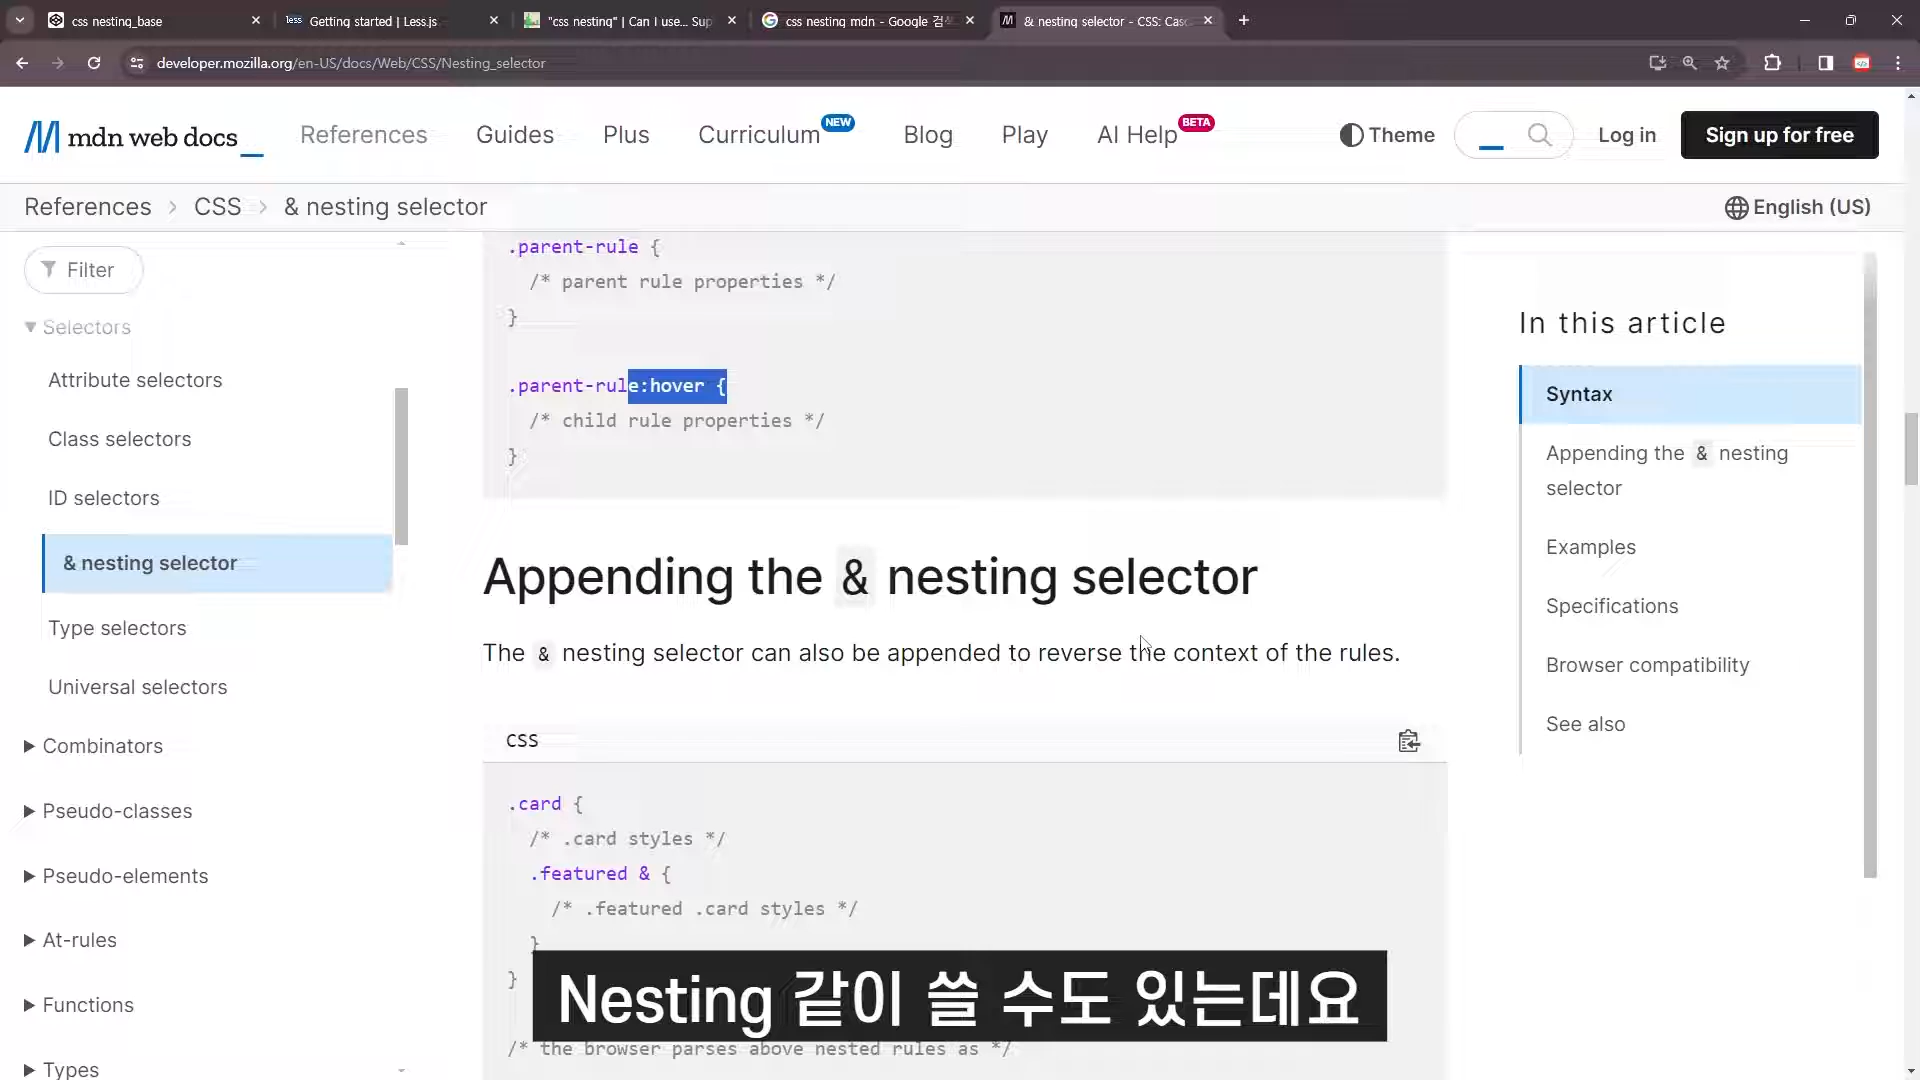 css nesting_base
less
Getting started | Less.js
"css nesting" | Can I use... Sup
css nesting mdn - Google 검색
& nesting selector - CSS: Casc
developer.mozilla.org/en-US/docs/Web/CSS/Nesting_selector
mdn web docs
References
Guides
Plus
Curriculum
NEW
Blog
Play
AI Help
BETA
Theme
Log in
Sign up for free
References > CSS > & nesting selector
English (US)
Filter
Selectors
Attribute selectors
Class selectors
ID selectors
& nesting selector
Type selectors
Universal selectors
Combinators
Pseudo-classes
Pseudo-elements
At-rules
Functions
Types
.parent-rule {
/* parent rule properties */
}
.parent-rule:hover {
/* child rule properties */
}
Appending the & nesting selector
The & nesting selector can also be appended to reverse the context of the rules.
CSS
.card {
/* .card styles */
.featured & {
/* .featured .card styles */
}
}
/* the browser parses above nested rules as */
Nesting 같이 쓸 수도 있는데요
In this article
Syntax
Appending the & nesting
selector
Examples
Specifications
Browser compatibility
See also